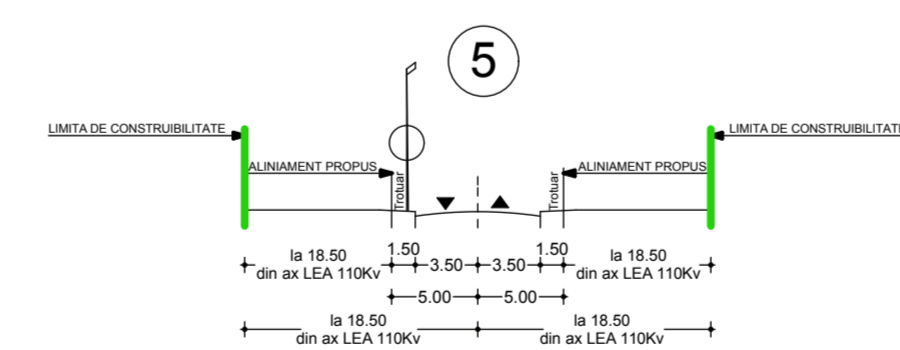 5
LIMITA DE CONSTRUIBILITATE
LIMITA DE CONSTRUIBILITATE
ALINIAMENT PROPUS
ALINIAMENT PROPUS
Trotuar
Trotuar
la 18.50
din ax LEA 110Kv
1.50
3.50
3.50
1.50
la 18.50
din ax LEA 110Kv
5.00
5.00
la 18.50
din ax LEA 110Kv
la 18.50
din ax LEA 110Kv